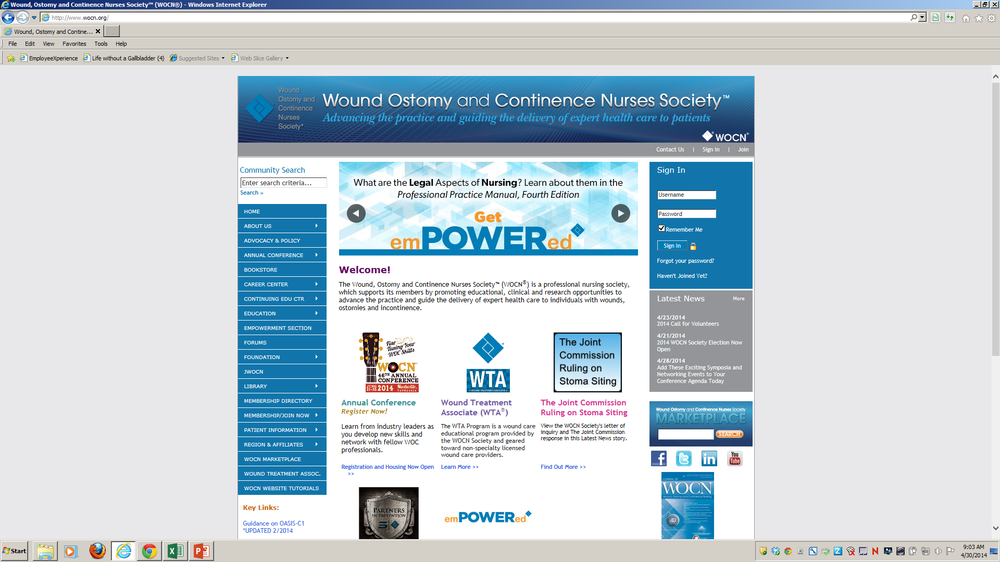 Wound, Ostomy and Continence Nurses Society™ (WOCN®) - Windows Internet Explorer
http://www.wocn.org/
Wound, Ostomy and Contine...
File Edit View Favorites Tools Help
EmployeeXperience Life without a Gallbladder (4) Suggested Sites Web Slice Gallery
Wound
Ostomy and
Continence
Nurses
Society®
Wound Ostomy and Continence Nurses Society™
Advancing the practice and guiding the delivery of expert health care to patients
WOCN®
Contact Us | Sign In | Join
Community Search
Enter search criteria...
Search »
HOME
ABOUT US
ADVOCACY & POLICY
ANNUAL CONFERENCE
BOOKSTORE
CAREER CENTER
CONTINUING EDU CTR
EDUCATION
EMPOWERMENT SECTION
FORUMS
FOUNDATION
JWOCN
LIBRARY
MEMBERSHIP DIRECTORY
MEMBERSHIP/JOIN NOW
PATIENT INFORMATION
REGION & AFFILIATES
WOCN MARKETPLACE
WOUND TREATMENT ASSOC.
WOCN WEBSITE TUTORIALS
Key Links:
Guidance on OASIS-C1
*UPDATED 2/2014
What are the Legal Aspects of Nursing? Learn about them in the
Professional Practice Manual, Fourth Edition
Get
emPOWERed
Welcome!
The Wound, Ostomy and Continence Nurses Society™ (WOCN®) is a professional nursing society,
which supports its members by promoting educational, clinical and research opportunities to
advance the practice and guide the delivery of expert health care to individuals with wounds,
ostomies and incontinence.
Fine
Tuning Your
WOC Skills
WOCN
46TH ANNUAL
CONFERENCE
JUNE
21-25 2014 Nashville,
TENNESSEE
Annual Conference
Register Now!
Learn from industry leaders as
you develop new skills and
network with fellow WOC
professionals.
Registration and Housing Now Open
>>
WTA
WOUND TREATMENT ASSOCIATE
Wound Treatment
Associate (WTA®)
The WTA Program is a wound care
educational program provided by
the WOCN Society and geared
toward non-specialty licensed
wound care providers.
Learn More >>
The Joint
Commission
Ruling on
Stoma Siting
The Joint Commission
Ruling on Stoma Siting
View the WOCN Society's letter of
inquiry and The Joint Commission
response in this Latest News story.
Find Out More >>
PARTNERS
IN PREVENTION
emPOWERed
Sign In
Username
Password
Remember Me
Sign In
Forgot your password?
Haven't Joined Yet?
Latest News More
4/23/2014
2014 Call for Volunteers
4/21/2014
2014 WOCN Society Election Now
Open
4/28/2014
Add These Exciting Symposia and
Networking Events to Your
Conference Agenda Today
Wound Ostomy and Continence Nurses Society
MARKETPLACE
SEARCH
You
Tube
JOURNAL OF
WOCN
Wound, Ostomy and Continence Nursing
40
Start
9:03 AM
4/30/2014